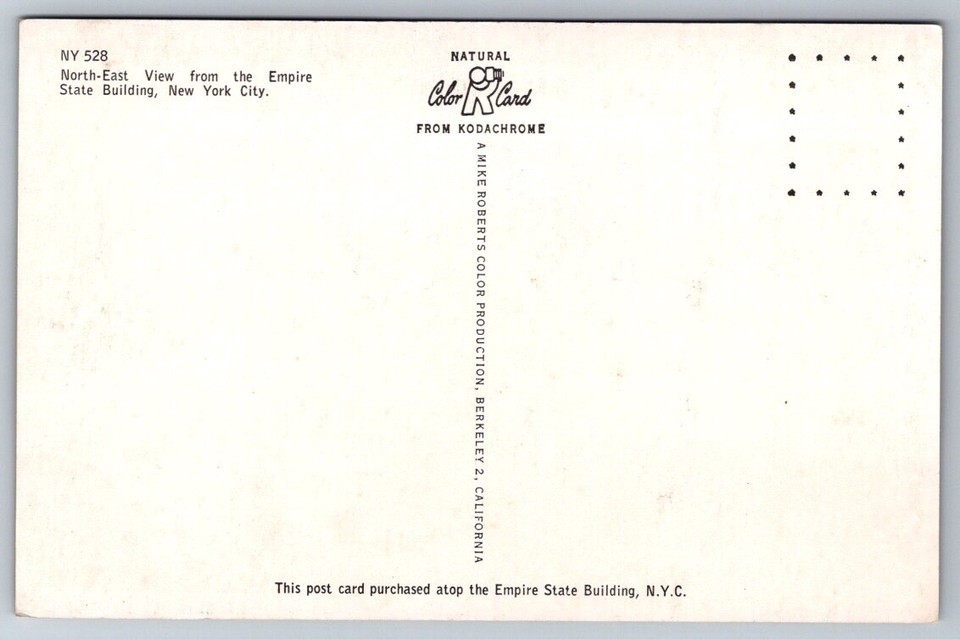 NY 528
North-East View from the Empire
State Building, New York City.
NATURAL
Color Card
FROM KODACHROME
A MIKE ROBERTS COLOR PRODUCTION, BERKELEY 2, CALIFORNIA
This post card purchased atop the Empire State Building, N.Y.C.